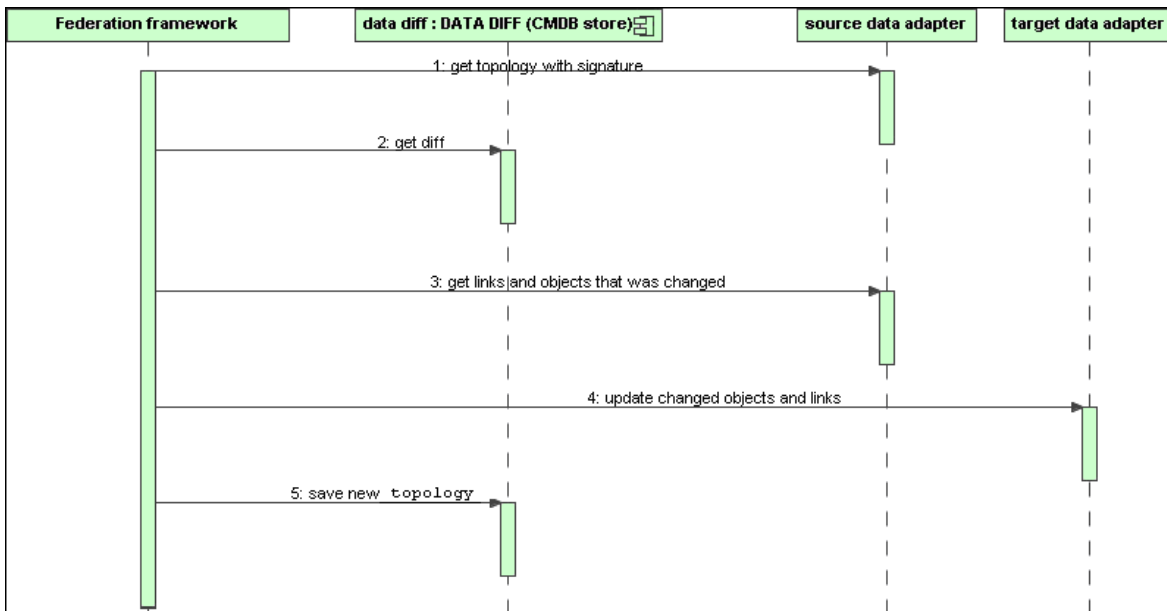 Federation framework
data diff : DATA DIFF (CMDB store)
source data adapter
target data adapter
1: get topology with signature
2: get diff
3: get links and objects that was changed
4: update changed objects and links
5: save new topology